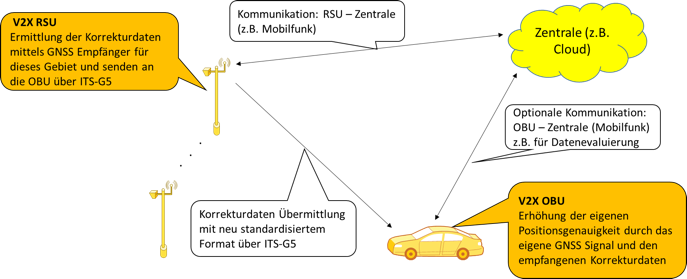 V2X RSU
Ermittlung der Korrekturdaten
mittels GNSS Empfänger für
dieses Gebiet und senden an
die OBU über ITS-G5
Kommunikation: RSU – Zentrale
(z.B. Mobilfunk)
Zentrale (z.B.
Cloud)
Optionale Kommunikation:
OBU – Zentrale (Mobilfunk)
z.B. für Datenevaluierung
Korrekturdaten Übermittlung
mit neu standardisiertem
Format über ITS-G5
V2X OBU
Erhöhung der eigenen
Positionsgenauigkeit durch das
eigene GNSS Signal und den
empfangenen Korrekturdaten